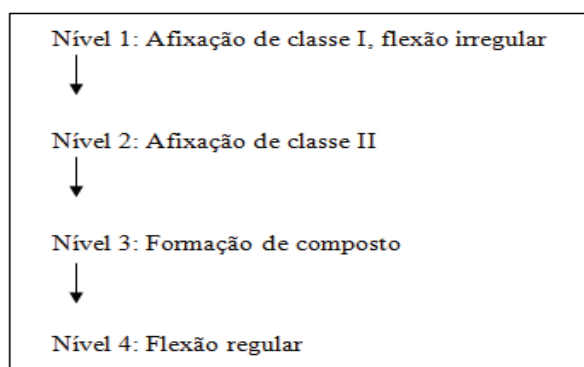 Nível 1: Afixação de classe I, flexão irregular
Nível 2: Afixação de classe II
Nível 3: Formação de composto
Nível 4: Flexão regular